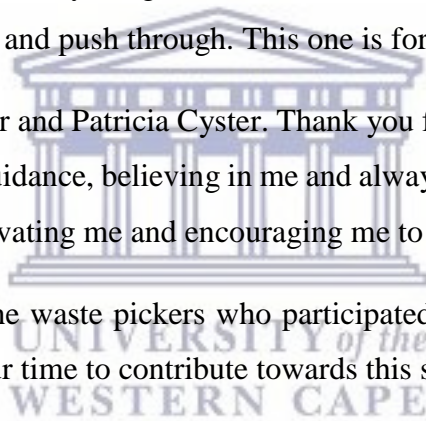 and push through. This one is for
r and Patricia Cyster. Thank you f
uidance, believing in me and alway
vating me and encouraging me to
ne waste pickers who participated
UNIVERSITY of the
ur time to contribute towards this s
WESTERN CAPE